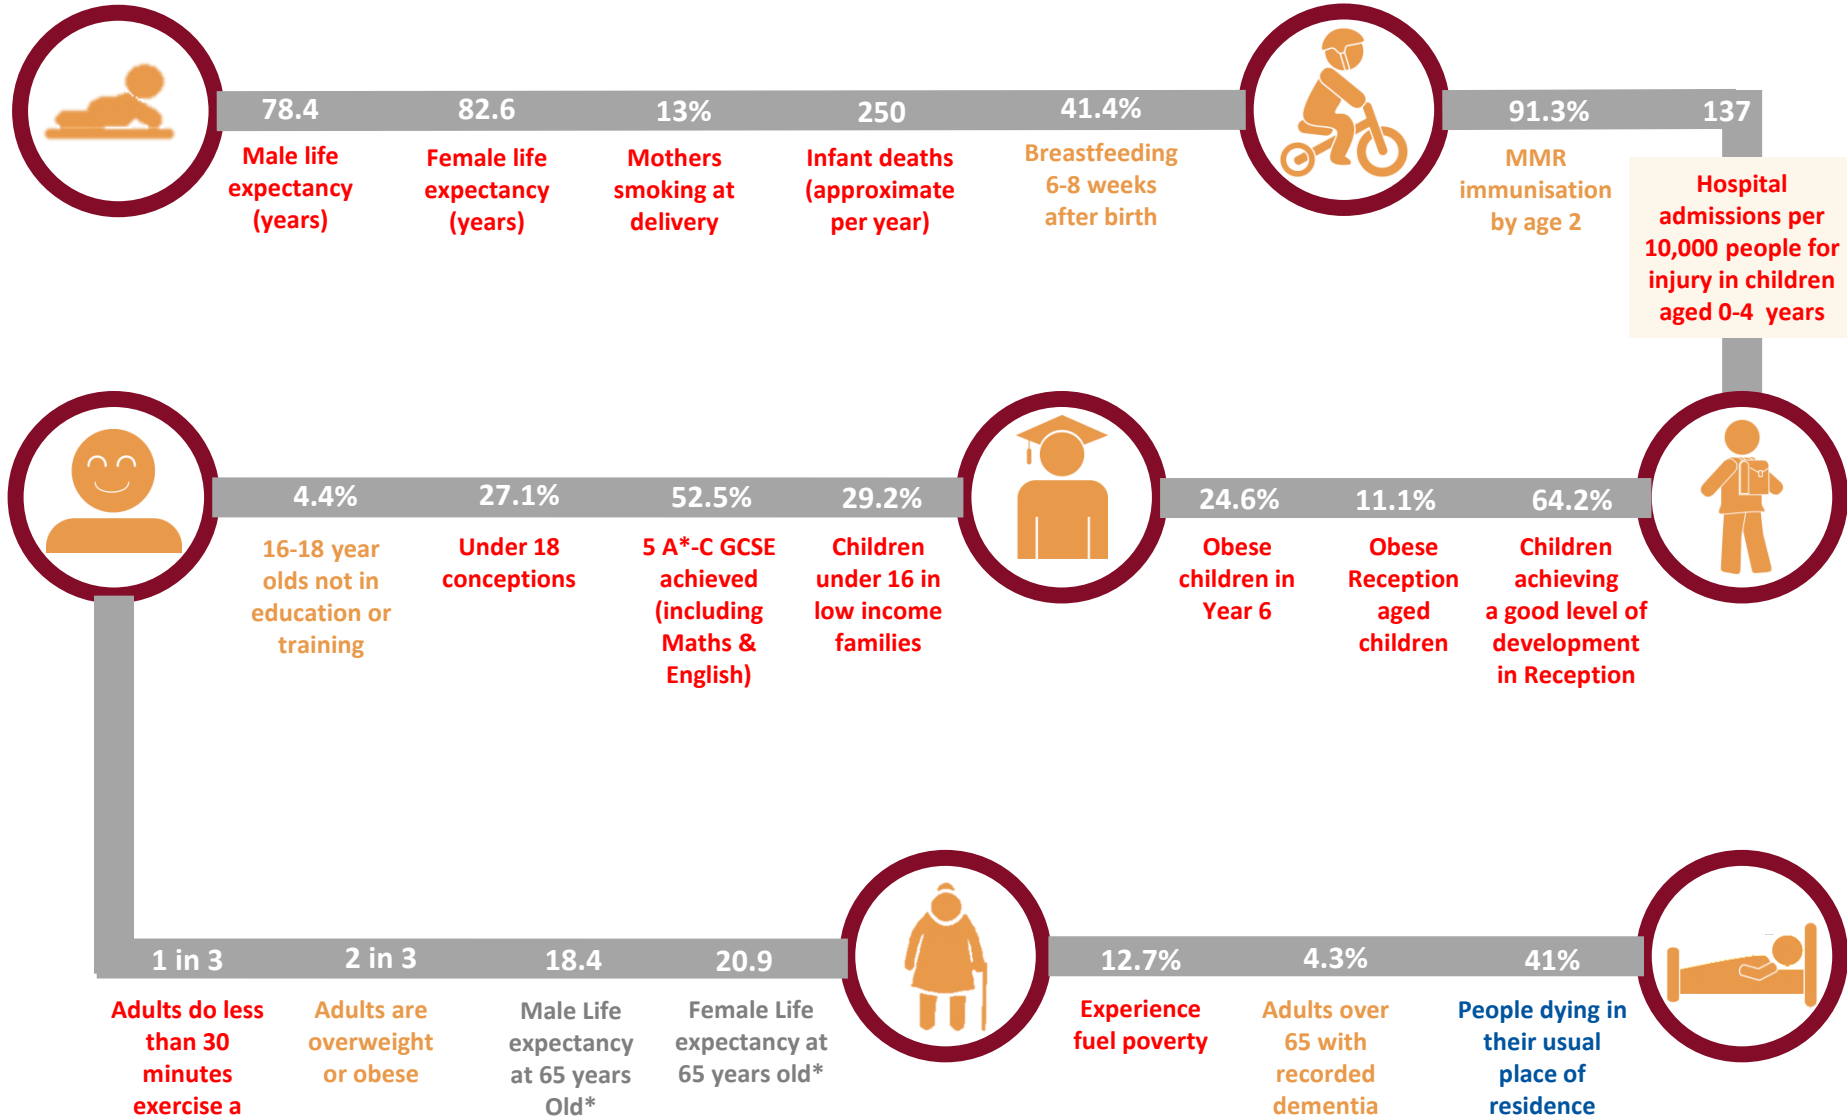 78.4 82.6 13% 250 41.4% 91.3% 137
Male life
expectancy
(years)
Female life
expectancy
(years)
Mothers
smoking at
delivery
Infant deaths
(approximate
per year)
Breastfeeding
6-8 weeks
after birth
MMR
immunisation
by age 2
Hospital
admissions per
10,000 people for
injury in children
aged 0-4 years
4.4% 27.1% 52.5% 29.2% 24.6% 11.1% 64.2%
16-18 year
olds not in
education or
training
Under 18
conceptions
5 A*-C GCSE
achieved
(including
Maths &
English)
Children
under 16 in
low income
families
Obese
children in
Year 6
Obese
Reception
aged
children
Children
achieving
a good level of
development
in Reception
1 in 3 2 in 3 18.4 20.9 12.7% 4.3% 41%
Adults do less
than 30
minutes
exercise a
Adults are
overweight
or obese
Male Life
expectancy
at 65 years
Old*
Female Life
expectancy at
65 years old*
Experience
fuel poverty
Adults over
65 with
recorded
dementia
People dying in
their usual
place of
residence